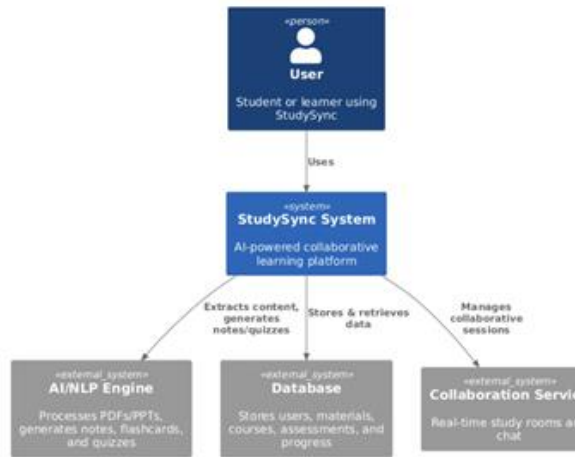 «person»
User
Student or learner using
StudySync
Uses
«system»
StudySync System
AI-powered collaborative
learning platform
Extracts content,
generates
notes/quizzes
Stores & retrieves
data
Manages
collaborative
sessions
«external_system»
AI/NLP Engine
Processes PDFs/PPTs,
generates notes, flashcards,
and quizzes
«external_system»
Database
Stores users, materials,
courses, assessments, and
progress
«external_system»
Collaboration Servic
Real-time study rooms a
chat